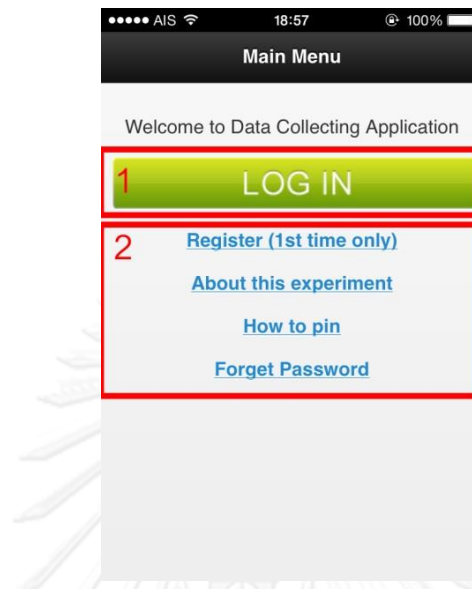 AIS 18:57 100%
Main Menu
Welcome to Data Collecting Application
1 LOG IN
2 Register (1st time only)
About this experiment
How to pin
Forget Password